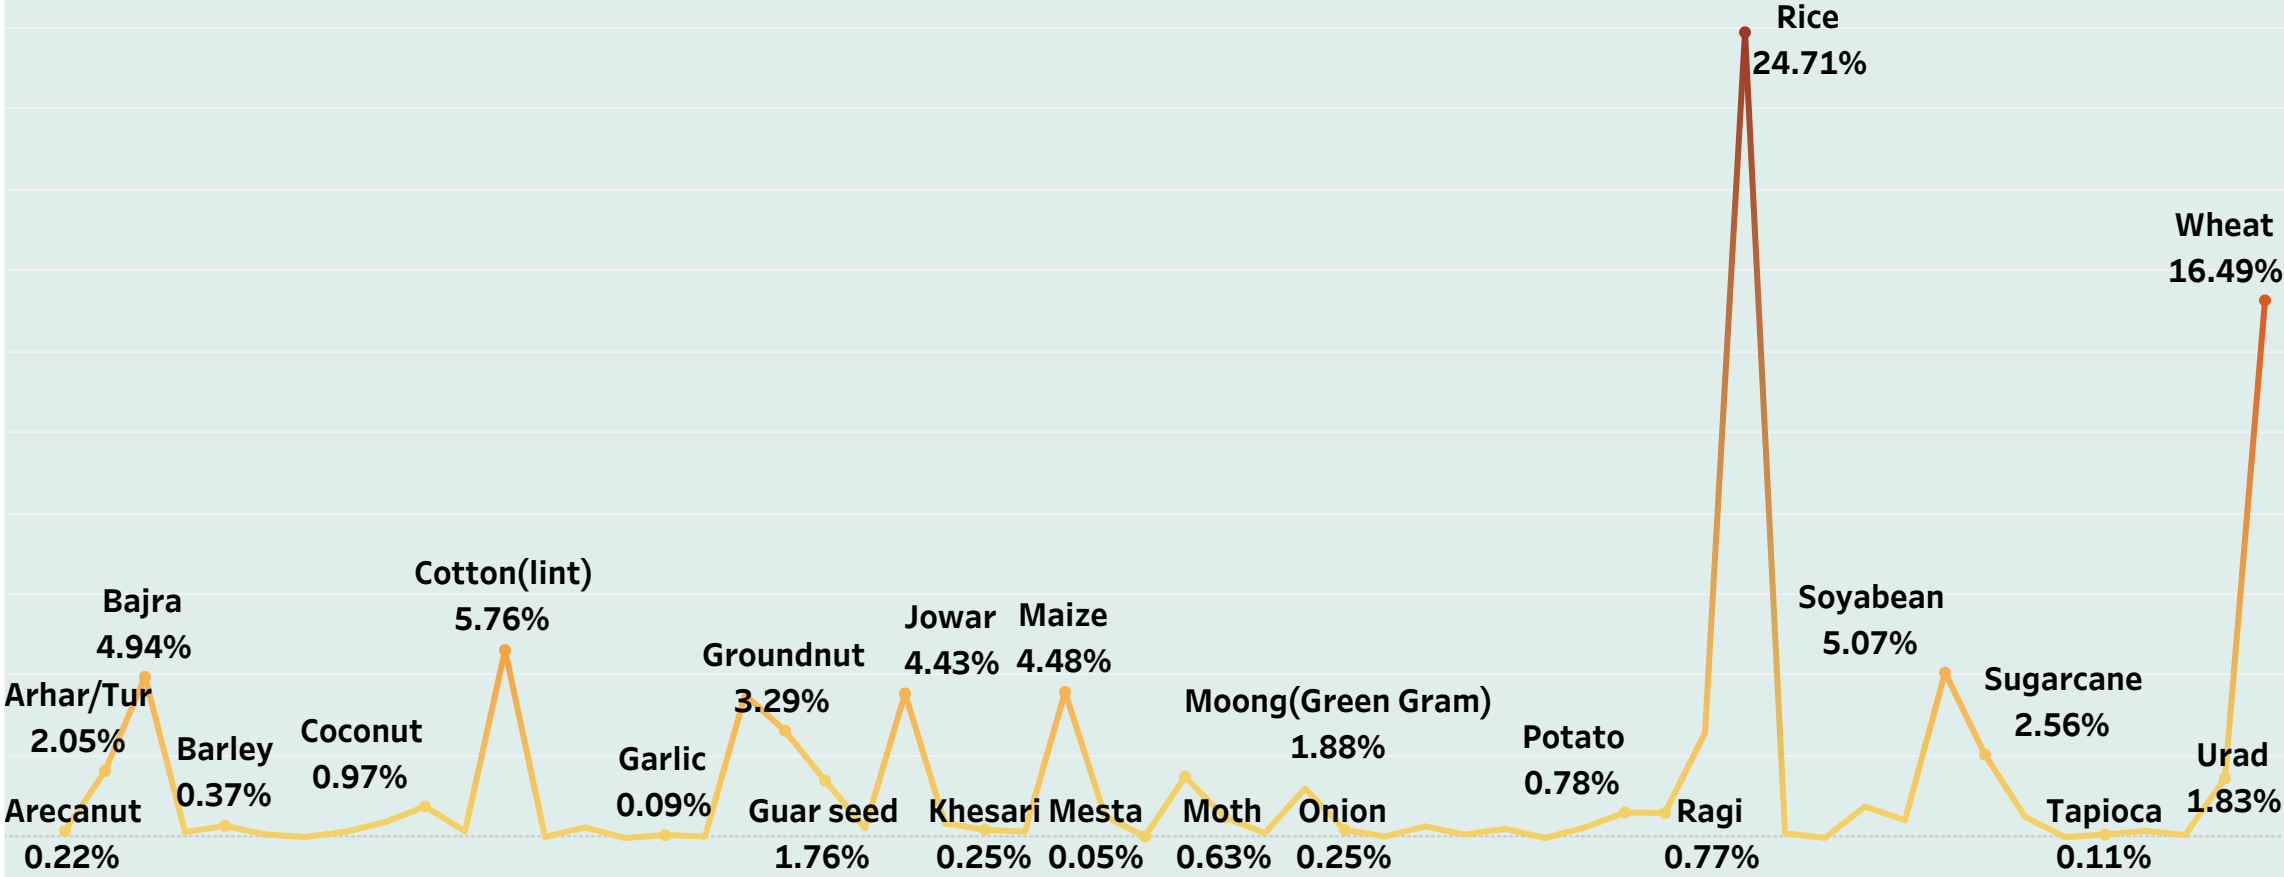 Rice
24.71%
Wheat
16.49%
Cotton(lint)
5.76%
Bajra
4.94%
Soyabean
5.07%
Jowar
4.43%
Maize
4.48%
Groundnut
3.29%
Sugarcane
2.56%
Arhar/Tur
2.05%
Moong(Green Gram)
1.88%
Coconut
0.97%
Potato
0.78%
Barley
0.37%
Garlic
0.09%
Urad
1.83%
Arecanut
0.22%
Guar seed
1.76%
Khesari
0.25%
Mesta
0.05%
Moth
0.63%
Onion
0.25%
Ragi
0.77%
Tapioca
0.11%